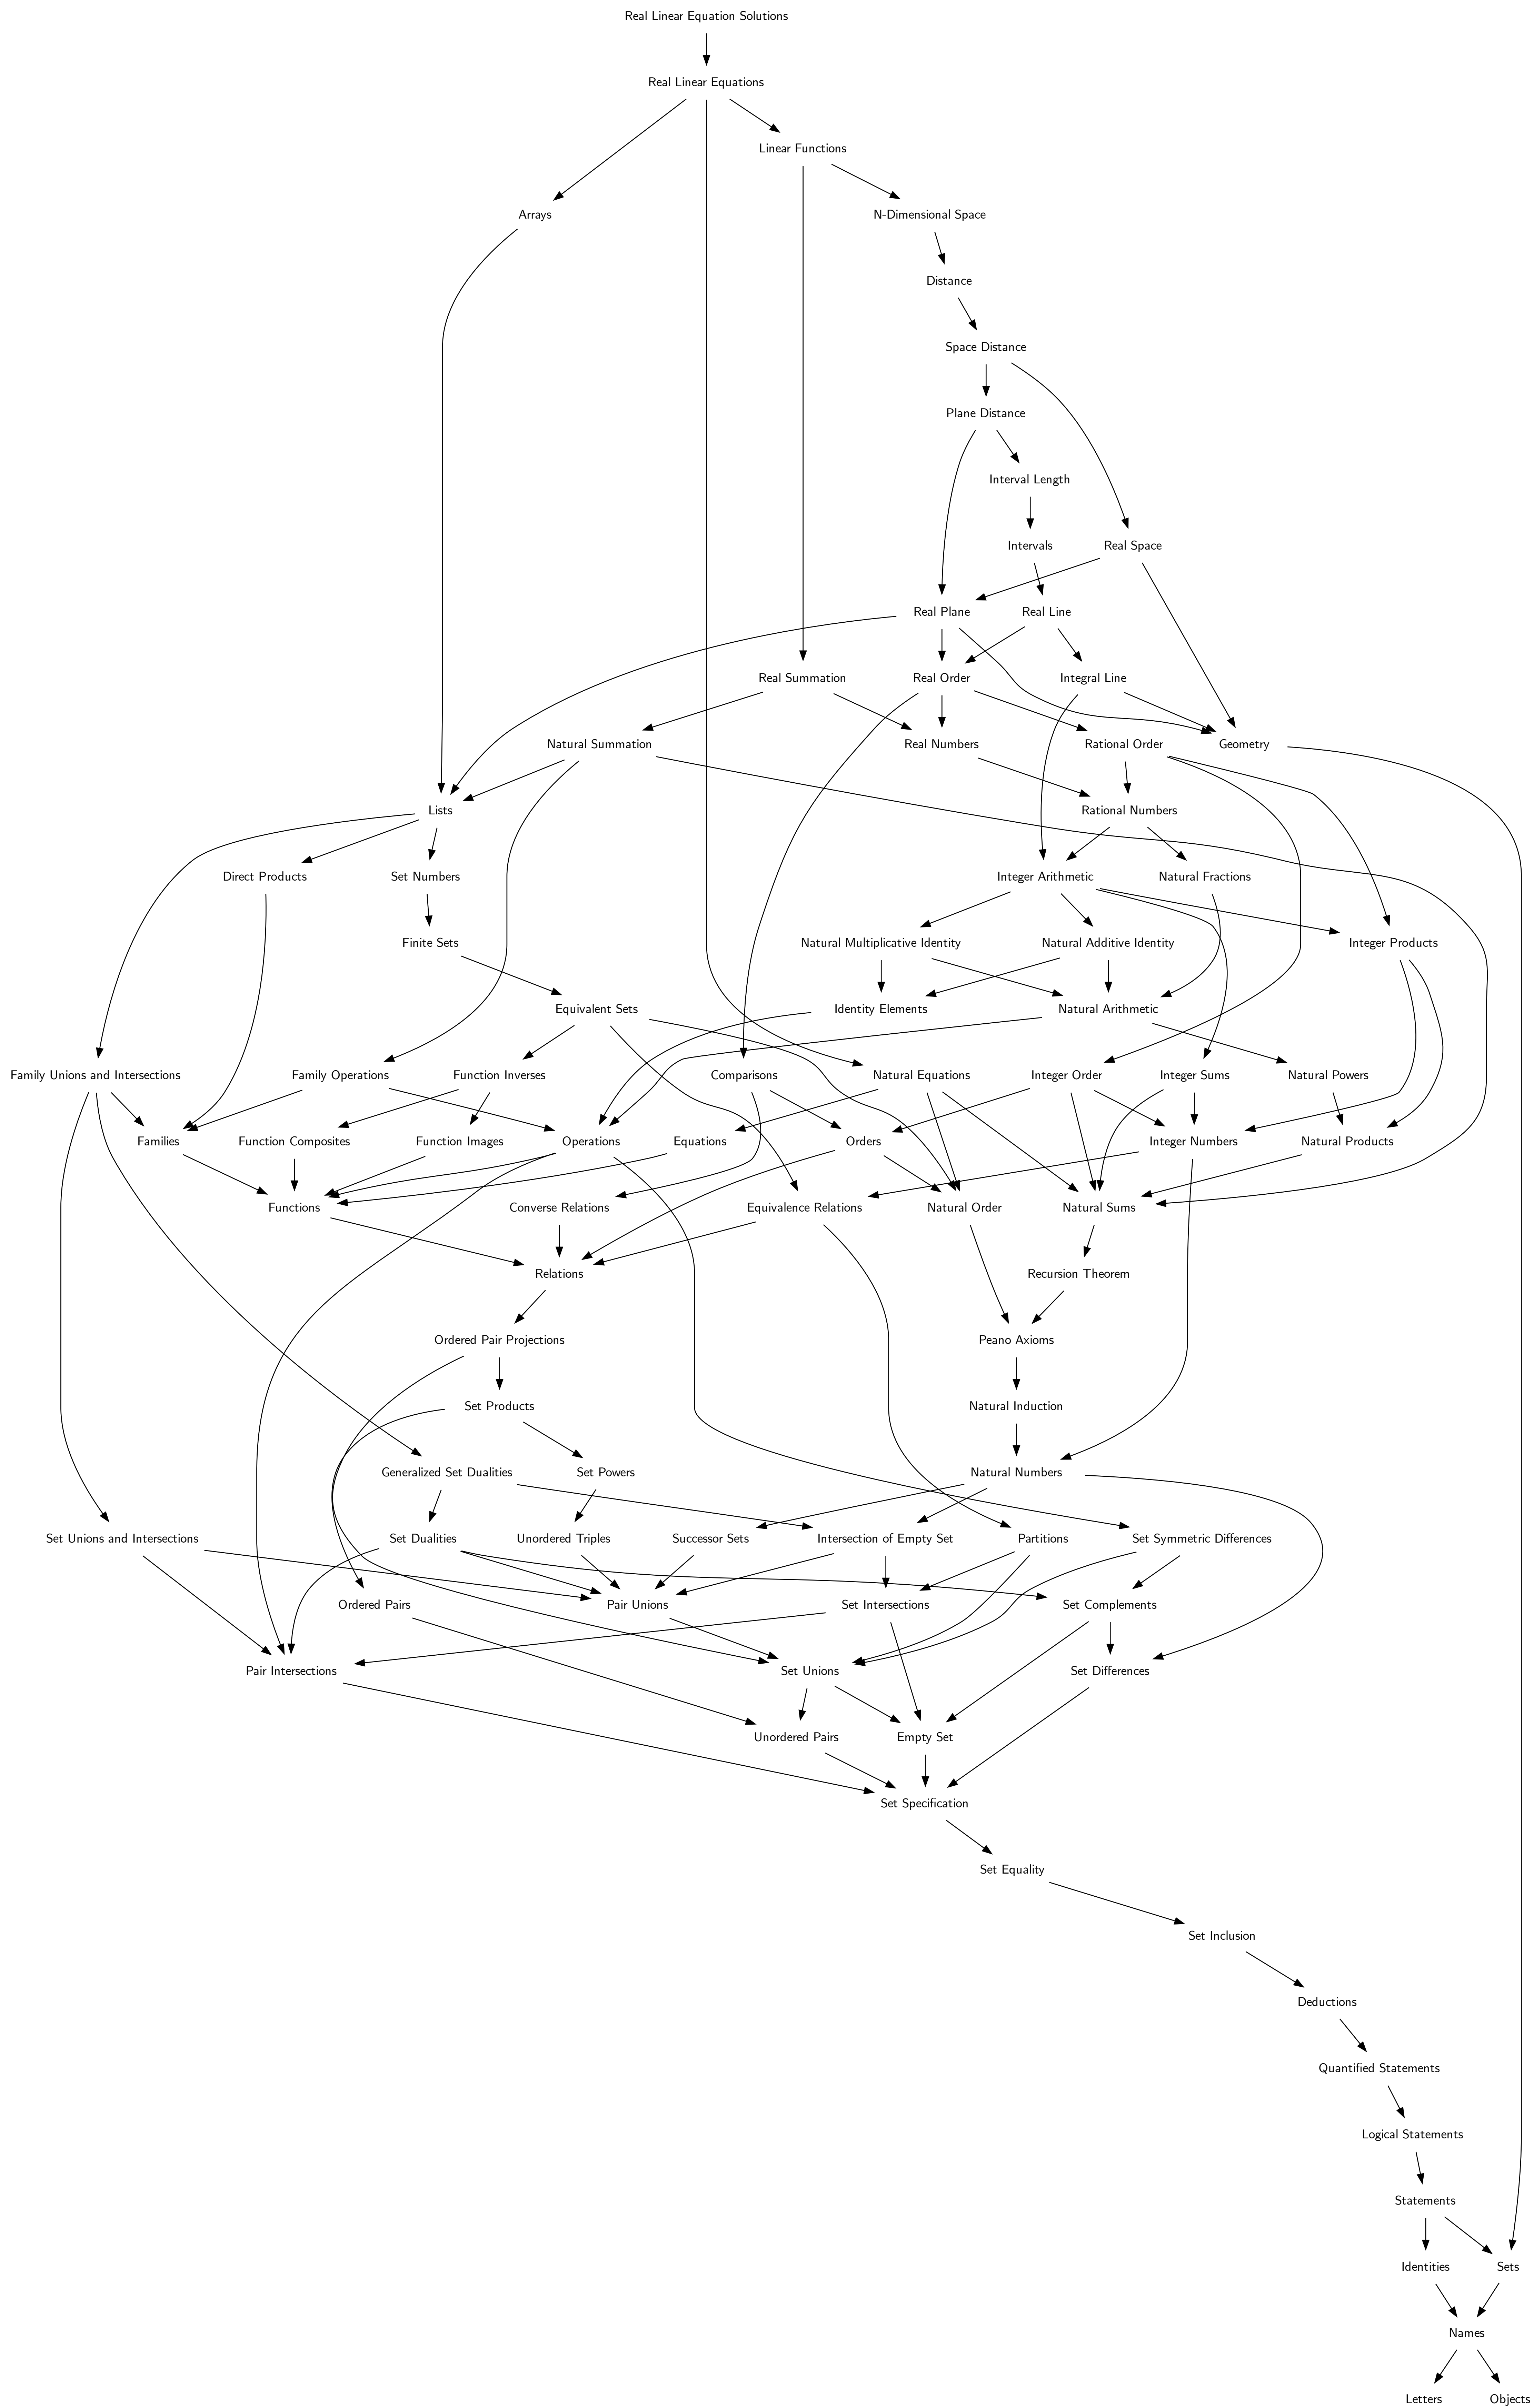 Real Linear Equation Solutions
Real Linear Equations
Linear Functions
Arrays
N-Dimensional Space
Distance
Space Distance
Plane Distance
Interval Length
Intervals
Real Space
Real Plane
Real Line
Real Summation
Real Order
Integral Line
Natural Summation
Real Numbers
Rational Order
Geometry
Lists
Rational Numbers
Direct Products
Set Numbers
Integer Arithmetic
Natural Fractions
Finite Sets
Natural Multiplicative Identity
Natural Additive Identity
Integer Products
Equivalent Sets
Identity Elements
Natural Arithmetic
Family Unions and Intersections
Family Operations
Function Inverses
Comparisons
Natural Equations
Integer Order
Integer Sums
Natural Powers
Families
Function Composites
Function Images
Operations
Equations
Orders
Integer Numbers
Natural Products
Functions
Converse Relations
Equivalence Relations
Natural Order
Natural Sums
Relations
Recursion Theorem
Ordered Pair Projections
Peano Axioms
Set Products
Natural Induction
Generalized Set Dualities
Set Powers
Natural Numbers
Set Unions and Intersections
Set Dualities
Unordered Triples
Successor Sets
Intersection of Empty Set
Partitions
Set Symmetric Differences
Ordered Pairs
Pair Unions
Set Intersections
Set Complements
Pair Intersections
Set Unions
Set Differences
Unordered Pairs
Empty Set
Set Specification
Set Equality
Set Inclusion
Deductions
Quantified Statements
Logical Statements
Statements
Identities
Sets
Names
Letters
Objects